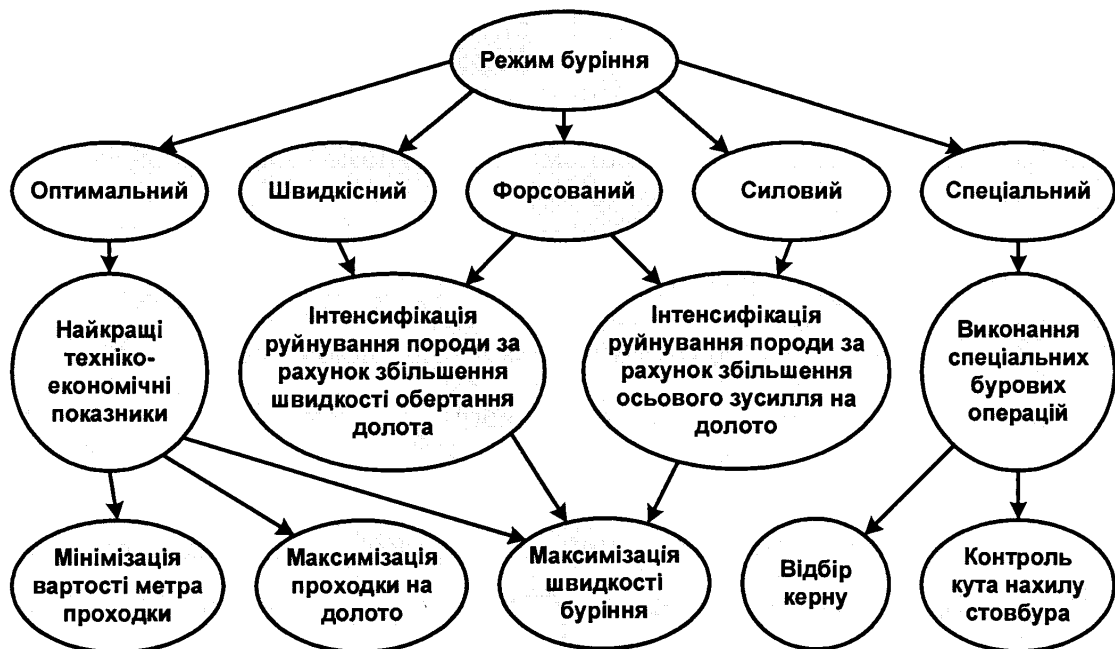 Режим буріння
Оптимальний
Швидкісний
Форсований
Силовий
Спеціальний
Найкращі
техніко-
економічні
показники
Інтенсифікація
руйнування породи за
рахунок збільшення
швидкості обертання
долота
Інтенсифікація
руйнування породи за
рахунок збільшення
осьового зусилля на
долото
Виконання
спеціальних
бурових
операцій
Мінімізація
вартості метра
проходки
Максимізація
проходки на
долото
Максимізація
швидкості
буріння
Відбір
керну
Контроль
кута нахилу
стовбура